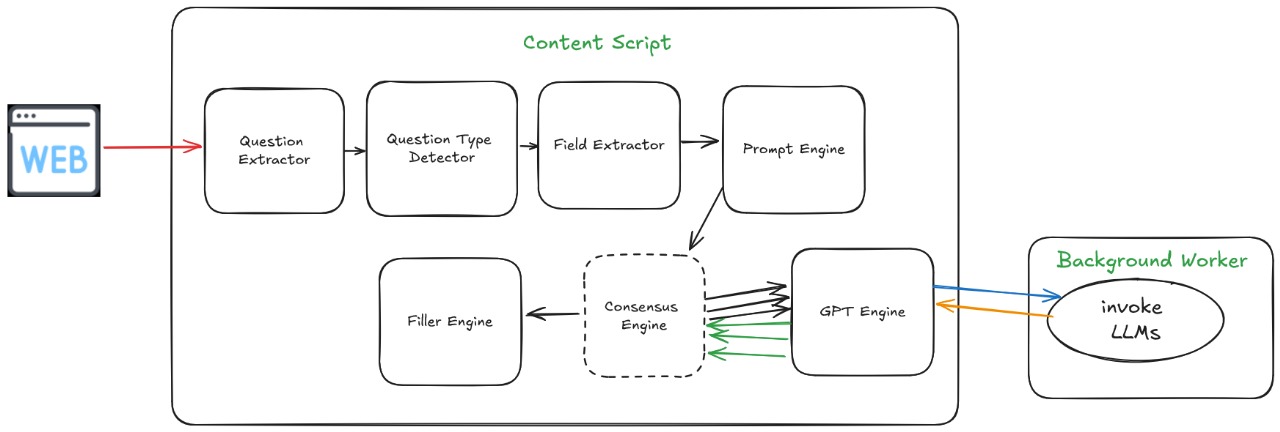 Content Script
WEB
Question
Extractor
Question Type
Detector
Field Extractor
Prompt Engine
Filler Engine
Consensus
Engine
GPT Engine
Background Worker
invoke
LLMs